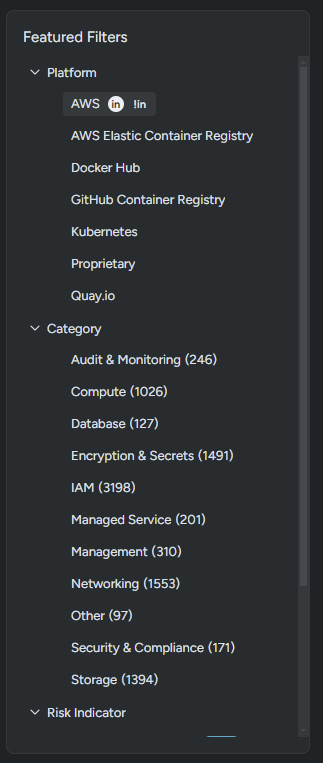 Featured Filters
Platform
AWS in !in
AWS Elastic Container Registry
Docker Hub
GitHub Container Registry
Kubernetes
Proprietary
Quay.io
Category
Audit & Monitoring (246)
Compute (1026)
Database (127)
Encryption & Secrets (1491)
IAM (3198)
Managed Service (201)
Management (310)
Networking (1553)
Other (97)
Security & Compliance (171)
Storage (1394)
Risk Indicator